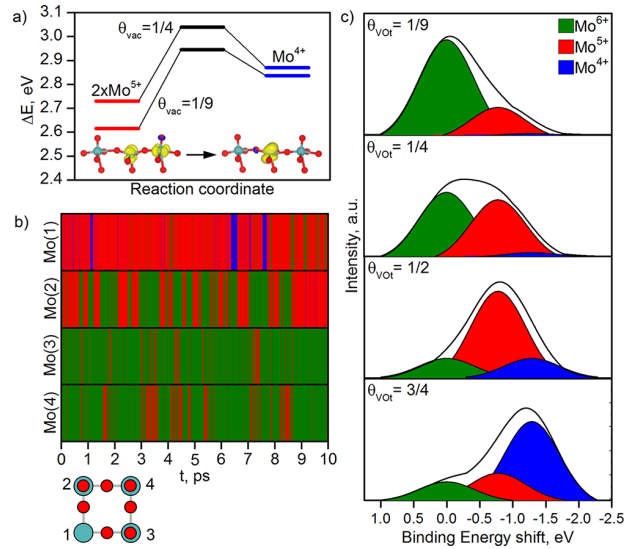 a)
θvac=1/4
Mo4+
2xMo5+
θvac=1/9
ΔE, eV
3.1
3.0
2.9
2.8
2.7
2.6
2.5
2.4
Reaction coordinate
b)
Mo(1)
Mo(2)
Mo(3)
Mo(4)
0 1 2 3 4 5 6 7 8 9 10
t, ps
2 4
1 3
c)
θVOt= 1/9
Mo6+
Mo5+
Mo4+
θVOt= 1/4
θVOt= 1/2
θVOt= 3/4
Intensity, a.u.
1.0 0.5 0.0 -0.5 -1.0 -1.5 -2.0 -2.5
Binding Energy shift, eV